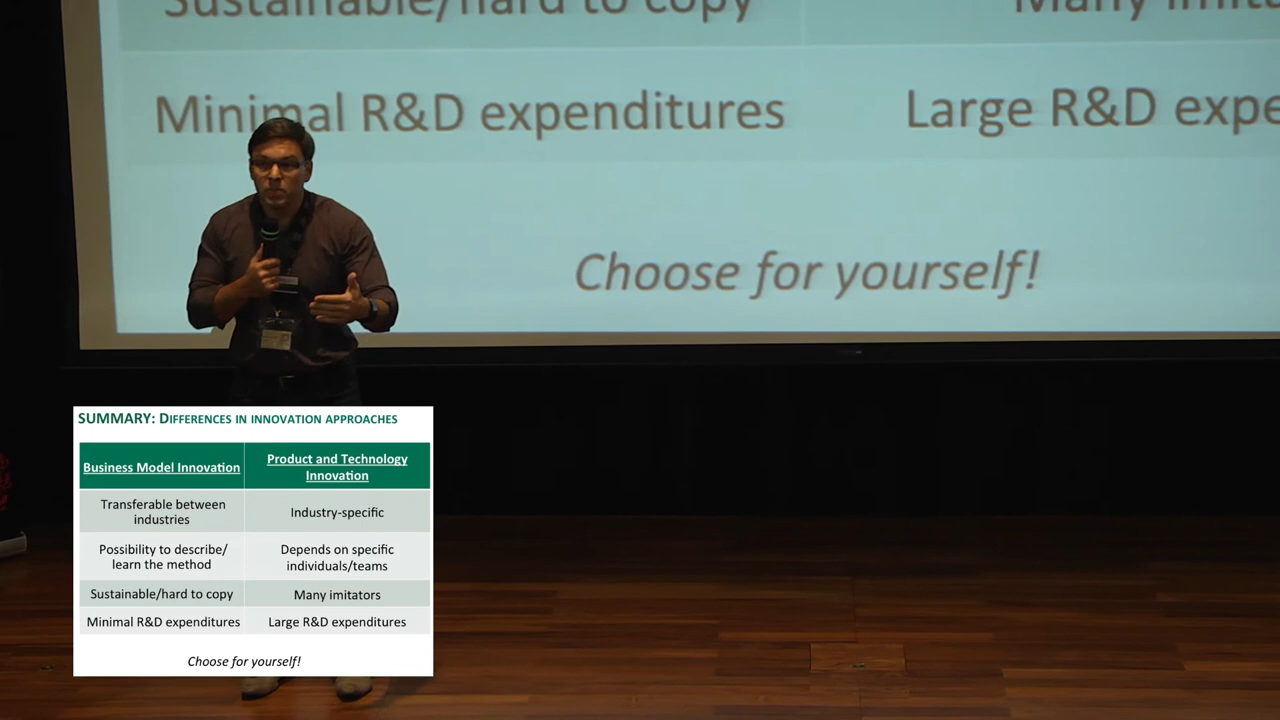 Sustainable/hard to copy
Many imita
Minimal R&D expenditures
Large R&D expe
Choose for yourself!
SUMMARY: DIFFERENCES IN INNOVATION APPROACHES
Business Model Innovation
Product and Technology
Innovation
Transferable between
industries
Industry-specific
Possibility to describe/
learn the method
Depends on specific
individuals/teams
Sustainable/hard to copy
Many imitators
Minimal R&D expenditures
Large R&D expenditures
Choose for yourself!